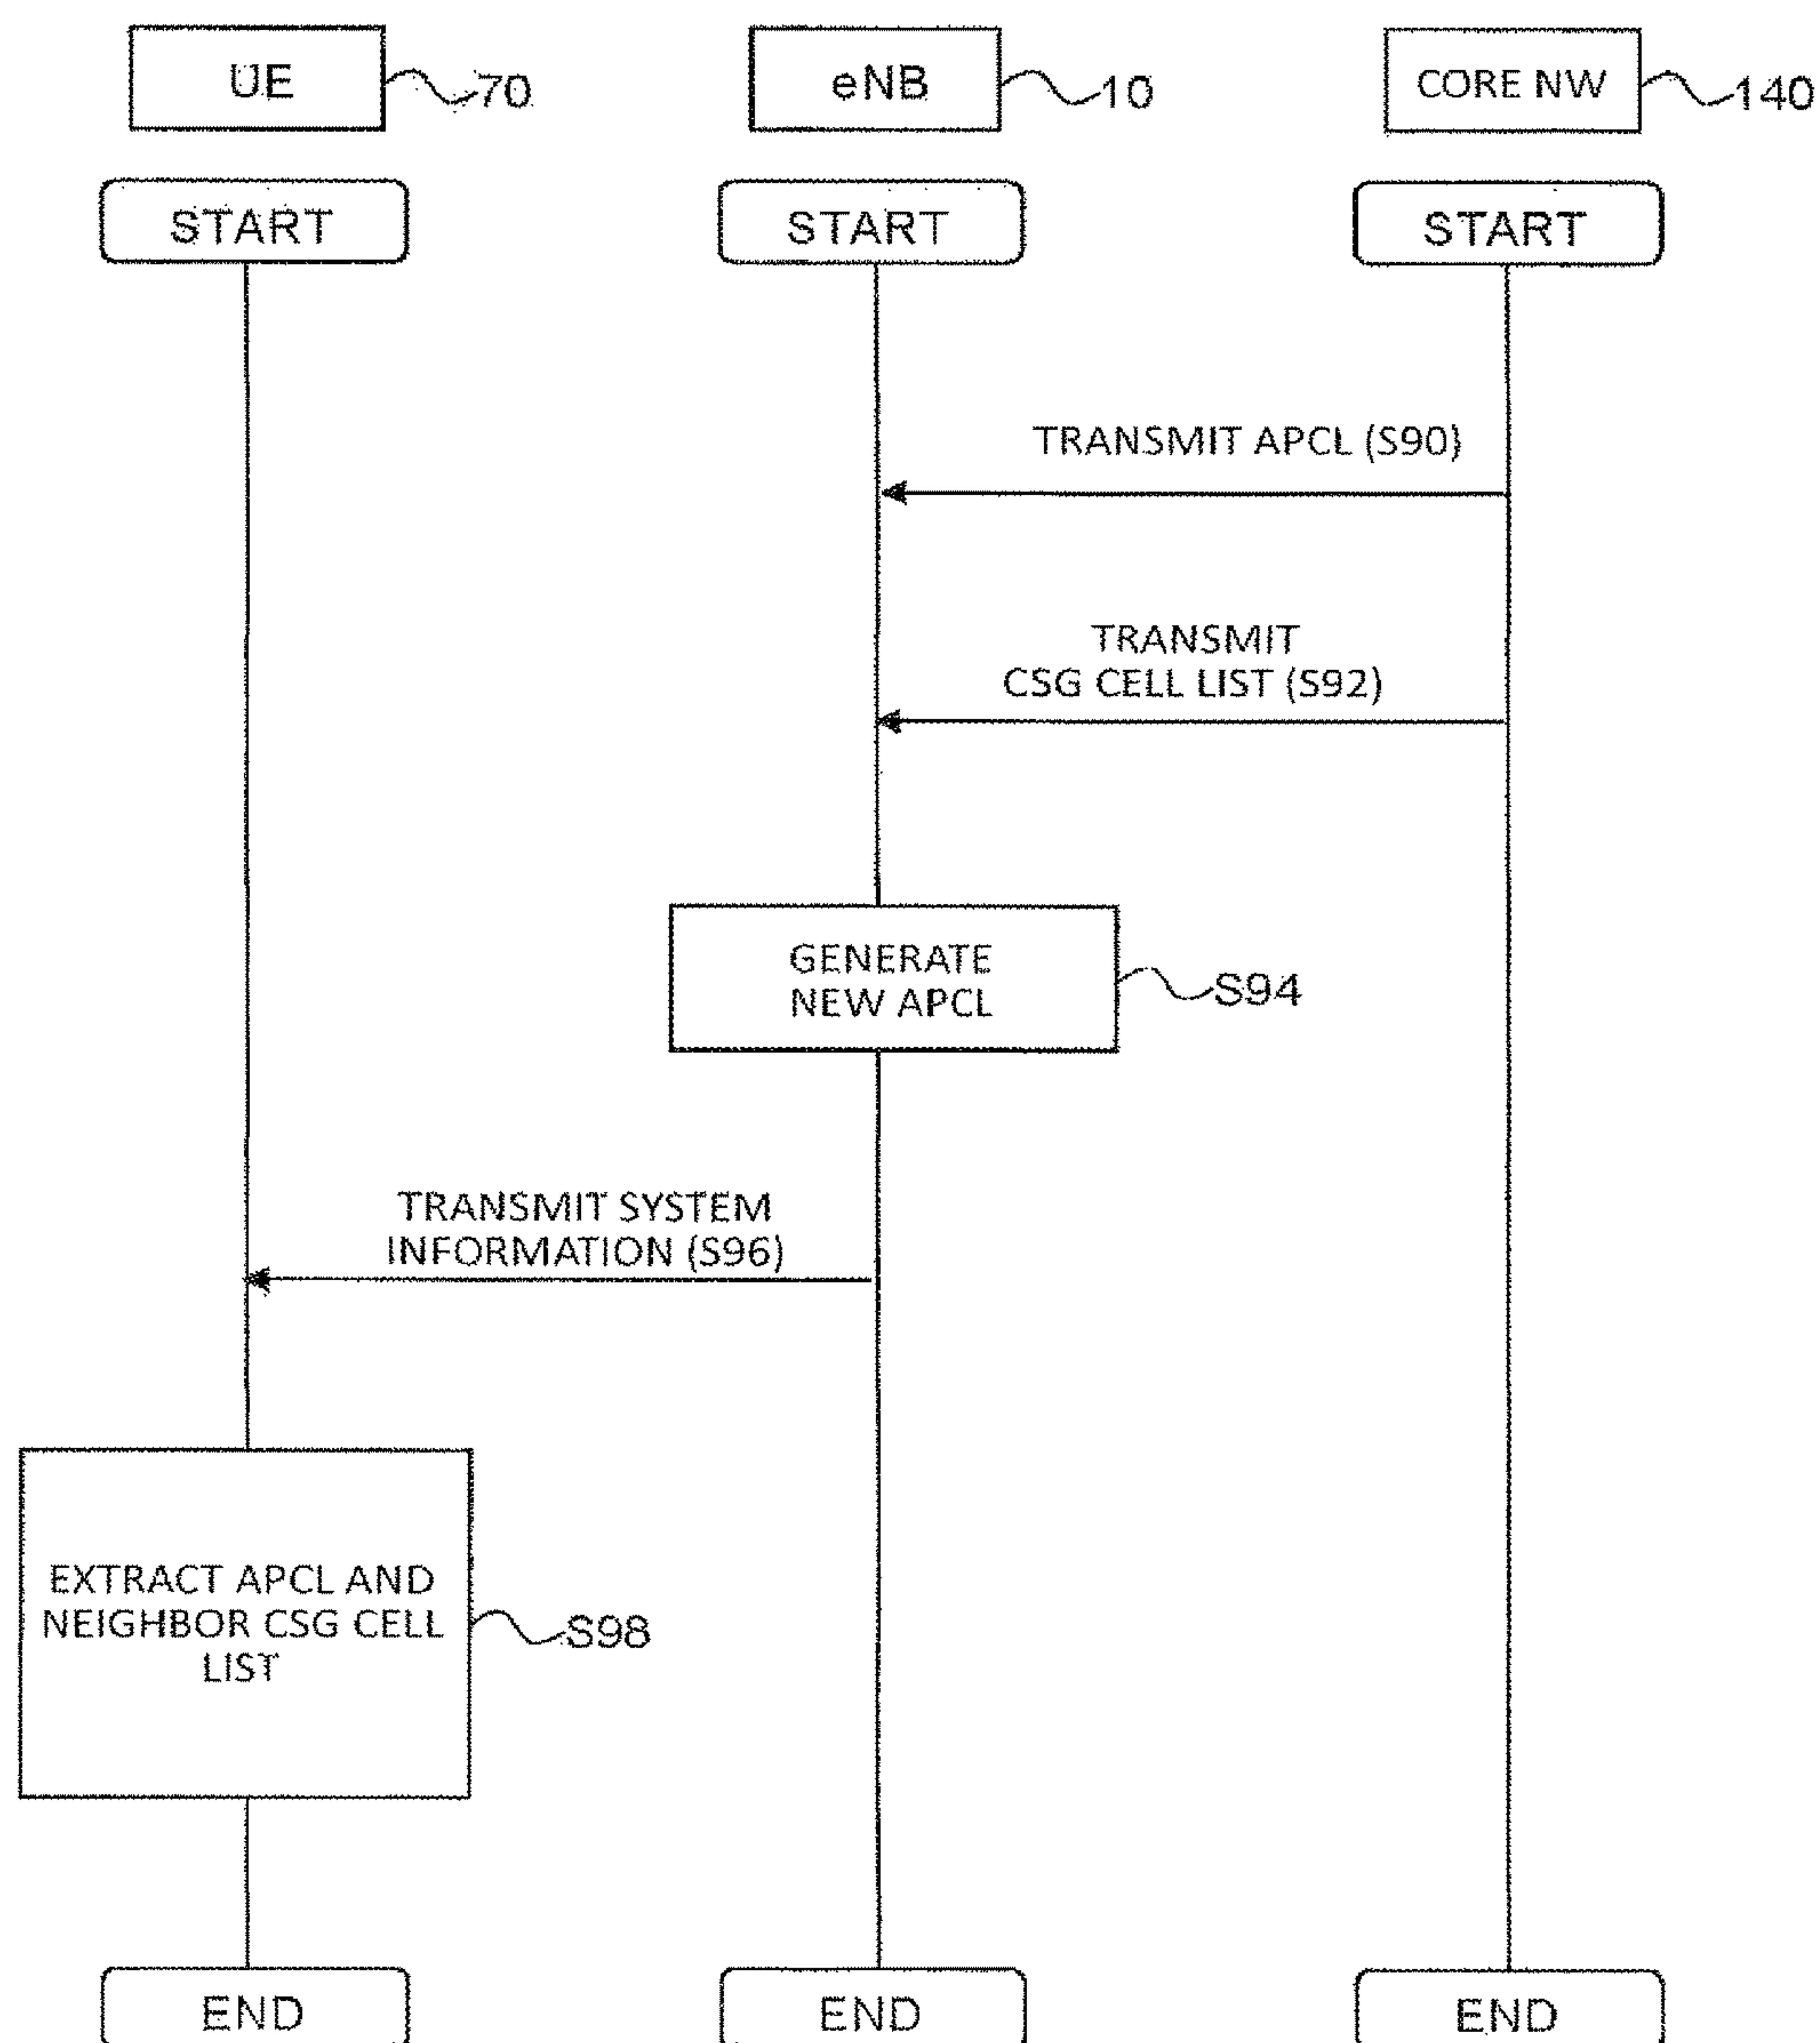 UE
70
eNB
10
CORE NW
140
START
START
START
TRANSMIT APCL (S90)
TRANSMIT
CSG CELL LIST (S92)
GENERATE
NEW APCL
S94
TRANSMIT SYSTEM
INFORMATION (S96)
EXTRACT APCL AND
NEIGHBOR CSG CELL
LIST
S98
END
END
END